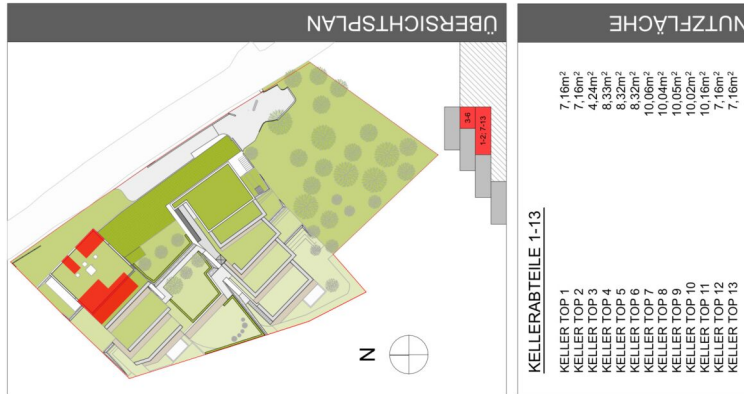 ÜBERSICHTSPLAN
3-6
1-2; 7-13
N
NUTZFLÄCHE
KELLERABTEILE 1-13
KELLER TOP 1 7,16m²
KELLER TOP 2 7,16m²
KELLER TOP 3 4,24m²
KELLER TOP 4 8,33m²
KELLER TOP 5 8,32m²
KELLER TOP 6 8,32m²
KELLER TOP 7 10,06m²
KELLER TOP 8 10,04m²
KELLER TOP 9 10,05m²
KELLER TOP 10 10,02m²
KELLER TOP 11 10,16m²
KELLER TOP 12 7,16m²
KELLER TOP 13 7,16m²